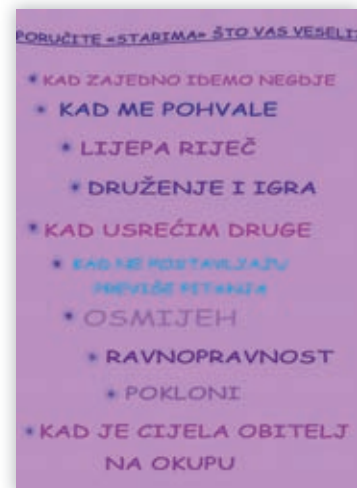 PORUČITE «STARIMA» ŠTO VAS VESELI
* KAD ZAJEDNO IDEMO NEGDJE
* KAD ME POHVALE
* LIJEPA RIJEČ
* DRUŽENJE I IGRA
* KAD USREĆIM DRUGE
* KAD NE POSTAVLJAJU
PREVIŠE PITANJA
* OSMIJEH
* RAVNOPRAVNOST
* POKLONI
* KAD JE CIJELA OBITELJ
NA OKUPU